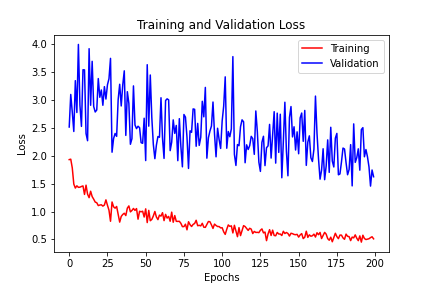 Training and Validation Loss
Training
Validation
Loss
4.0
3.5
3.0
2.5
2.0
1.5
1.0
0.5
0 25 50 75 100 125 150 175 200
Epochs